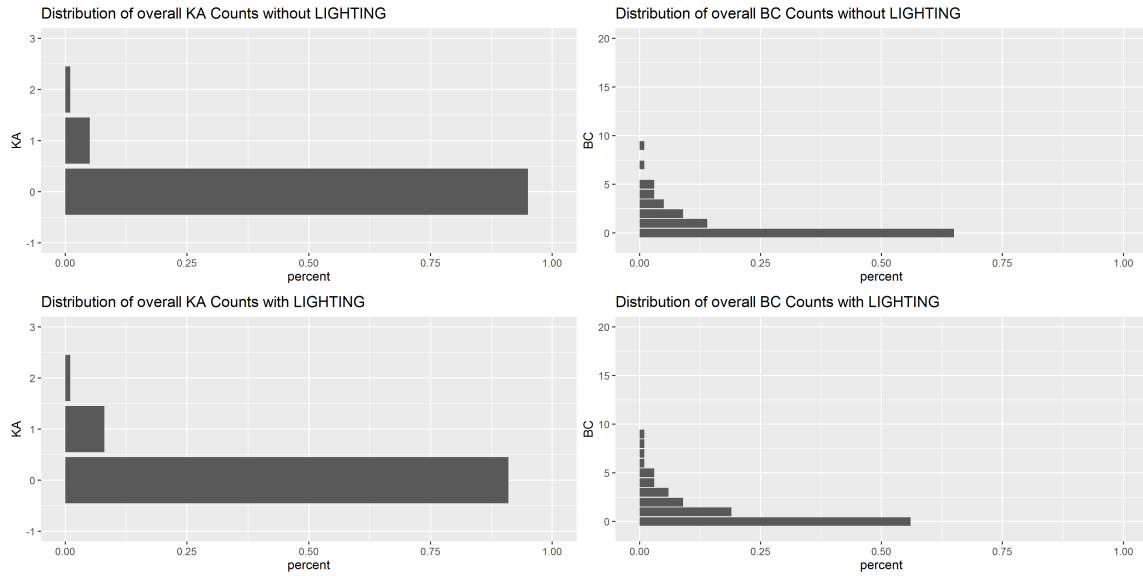 Distribution of overall KA Counts without LIGHTING
3
2
1
0
-1
KA
0.00 0.25 0.50 0.75 1.00
percent
Distribution of overall BC Counts without LIGHTING
20
15
10
5
0
BC
0.00 0.25 0.50 0.75 1.00
percent
Distribution of overall KA Counts with LIGHTING
3
2
1
0
-1
KA
0.00 0.25 0.50 0.75 1.00
percent
Distribution of overall BC Counts with LIGHTING
20
15
10
5
0
BC
0.00 0.25 0.50 0.75 1.00
percent